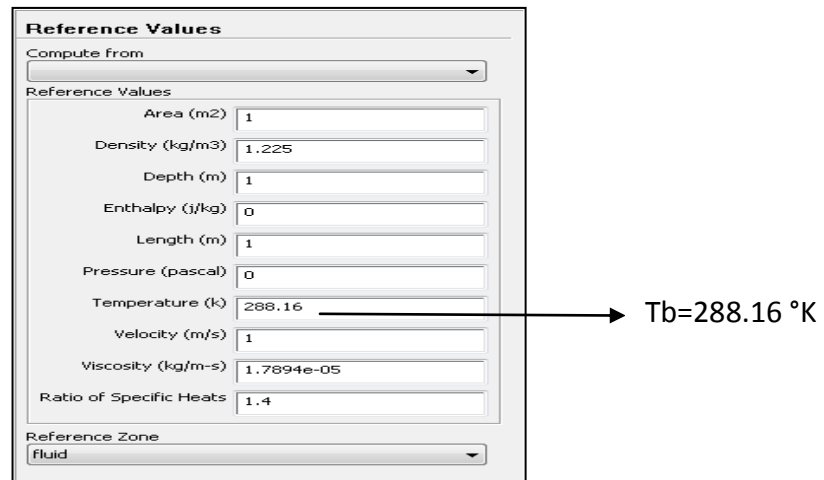 Reference Values
Compute from
Reference Values
Area (m2) 1
Density (kg/m3) 1.225
Depth (m) 1
Enthalpy (j/kg) 0
Length (m) 1
Pressure (pascal) 0
Temperature (k) 288.16
Tb=288.16 °K
Velocity (m/s) 1
Viscosity (kg/m-s) 1.7894e-05
Ratio of Specific Heats 1.4
Reference Zone
fluid